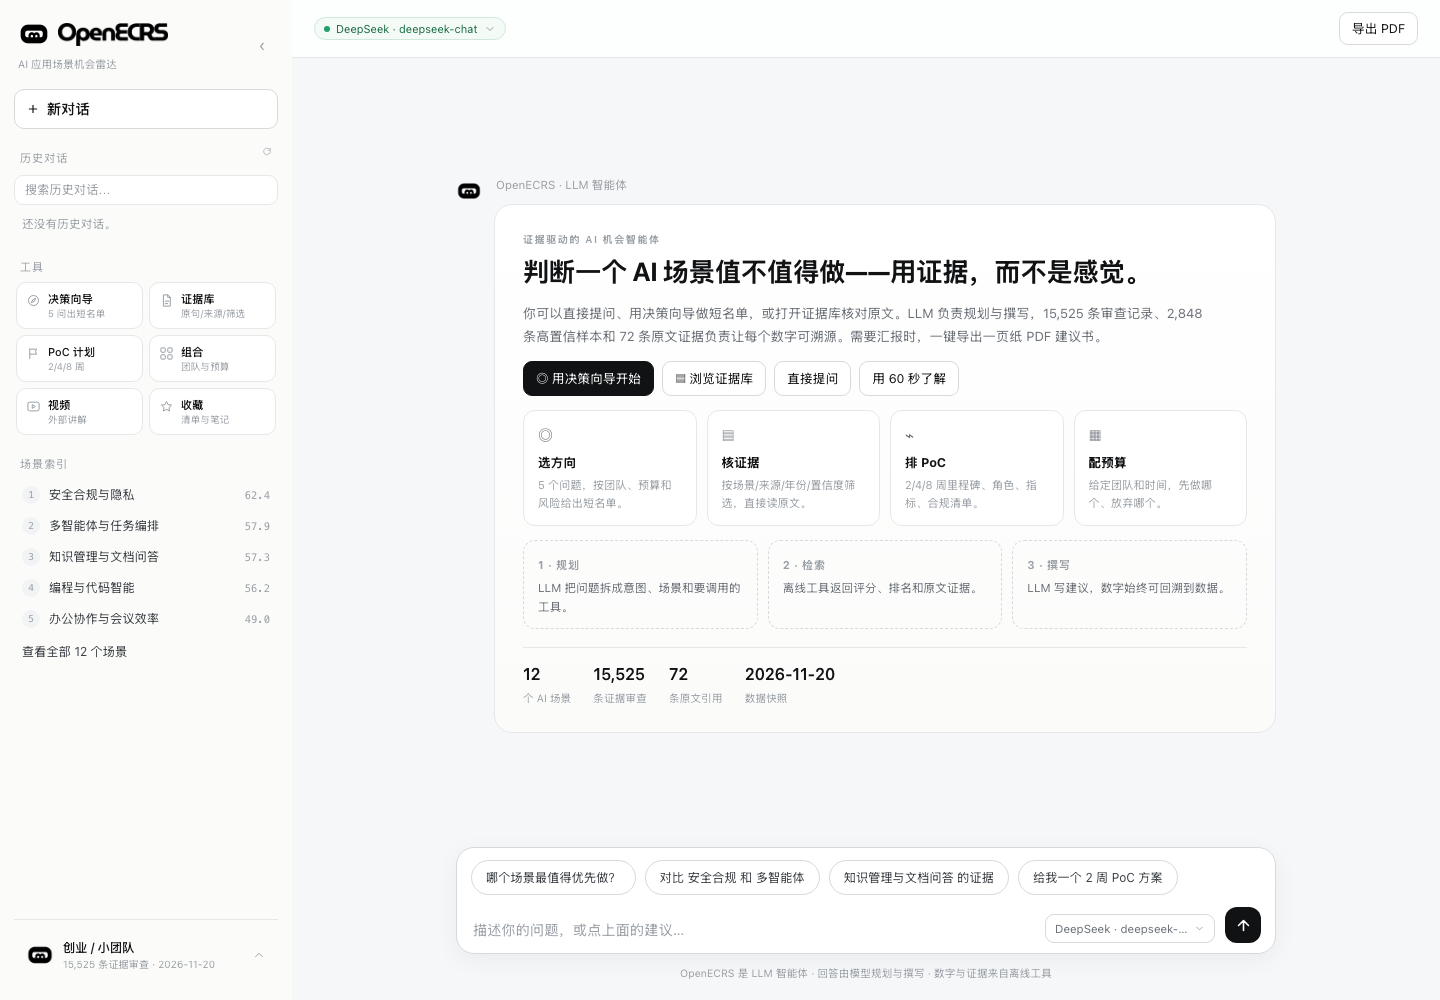 OpenECRS
AI 应用场景机会雷达
+ 新对话
历史对话
搜索历史对话...
还没有历史对话。
工具
决策向导
5 问出短名单
证据库
原句/来源/筛选
PoC 计划
2/4/8 周
组合
团队与预算
视频
外部讲解
收藏
清单与笔记
场景索引
1 安全合规与隐私 62.4
2 多智能体与任务编排 57.9
3 知识管理与文档问答 57.3
4 编程与代码智能 56.2
5 办公协作与会议效率 49.0
查看全部 12 个场景
创业 / 小团队
15,525 条证据审查 · 2026-11-20
DeepSeek · deepseek-chat
导出 PDF
OpenECRS · LLM 智能体
证据驱动的 AI 机会智能体
判断一个 AI 场景值不值得做——用证据，而不是感觉。
你可以直接提问、用决策向导做短名单，或打开证据库核对原文。LLM 负责规划与撰写，15,525 条审查记录、2,848
条高置信样本和 72 条原文证据负责让每个数字可溯源。需要汇报时，一键导出一页纸 PDF 建议书。
◎ 用决策向导开始
▤ 浏览证据库
直接提问
用 60 秒了解
◎
选方向
5 个问题，按团队、预算和
风险给出短名单。
▤
核证据
按场景/来源/年份/置信度筛
选，直接读原文。
⌁
排 PoC
2/4/8 周里程碑、角色、指
标、合规清单。
▦
配预算
给定团队和时间，先做哪
个、放弃哪个。
1 · 规划
LLM 把问题拆成意图、场景和要调用的
工具。
2 · 检索
离线工具返回评分、排名和原文证据。
3 · 撰写
LLM 写建议，数字始终可回溯到数据。
12
个 AI 场景
15,525
条证据审查
72
条原文引用
2026-11-20
数据快照
哪个场景最值得优先做？
对比 安全合规 和 多智能体
知识管理与文档问答 的证据
给我一个 2 周 PoC 方案
描述你的问题，或点上面的建议...
DeepSeek · deepseek-...
OpenECRS 是 LLM 智能体 · 回答由模型规划与撰写 · 数字与证据来自离线工具